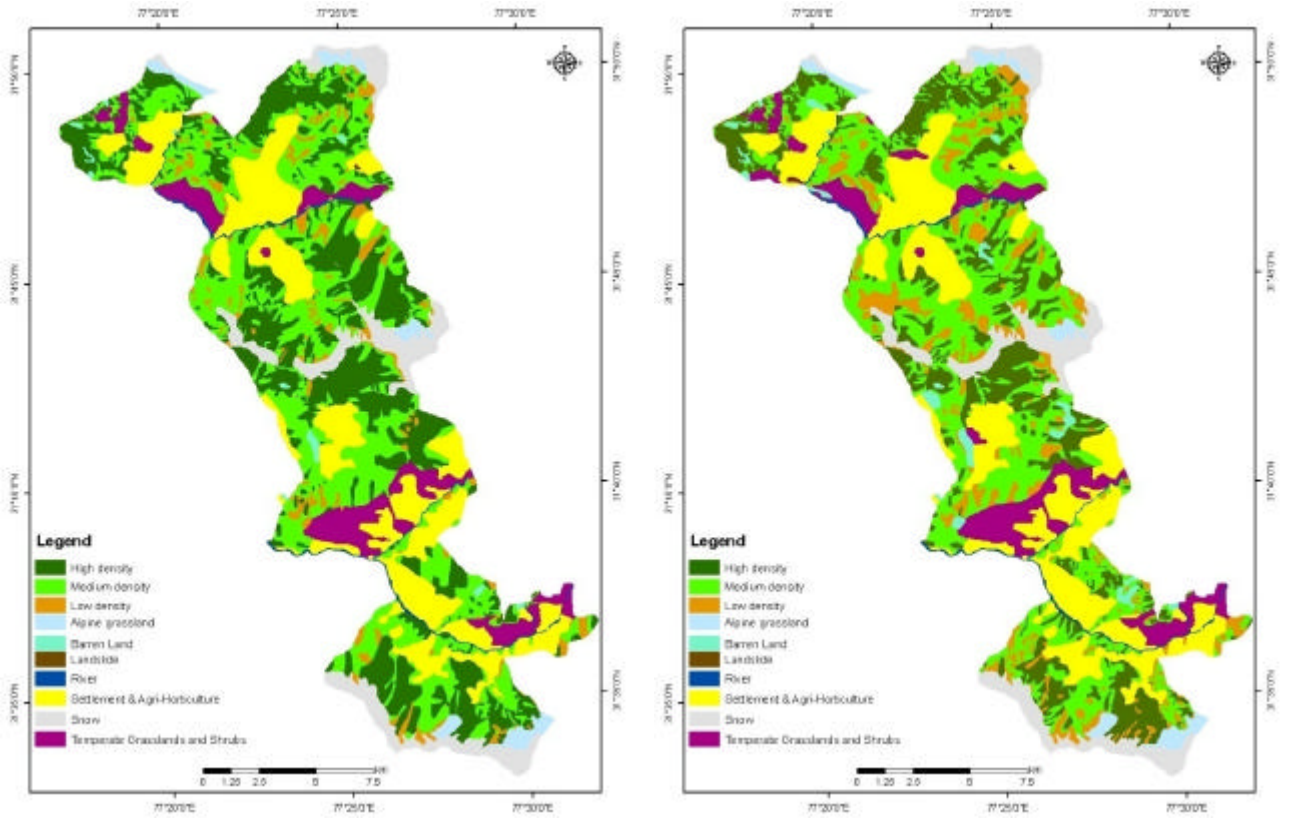 77°20'0"E 77°25'0"E 77°30'0"E
Legend
High density
Medium density
Low density
Alpine grassland
Barren Land
Landslide
River
Settlement & Agri-Horticulture
Snow
Temperate Grasslands and Shrubs
0 1.25 2.5 5 7.5
77°20'0"E 77°25'0"E 77°30'0"E
77°20'0"E 77°25'0"E 77°30'0"E
Legend
High density
Medium density
Low density
Alpine grassland
Barren Land
Landslide
River
Settlement & Agri-Horticulture
Snow
Temperate Grasslands and Shrubs
0 1.25 2.5 5 7.5
77°20'0"E 77°25'0"E 77°30'0"E